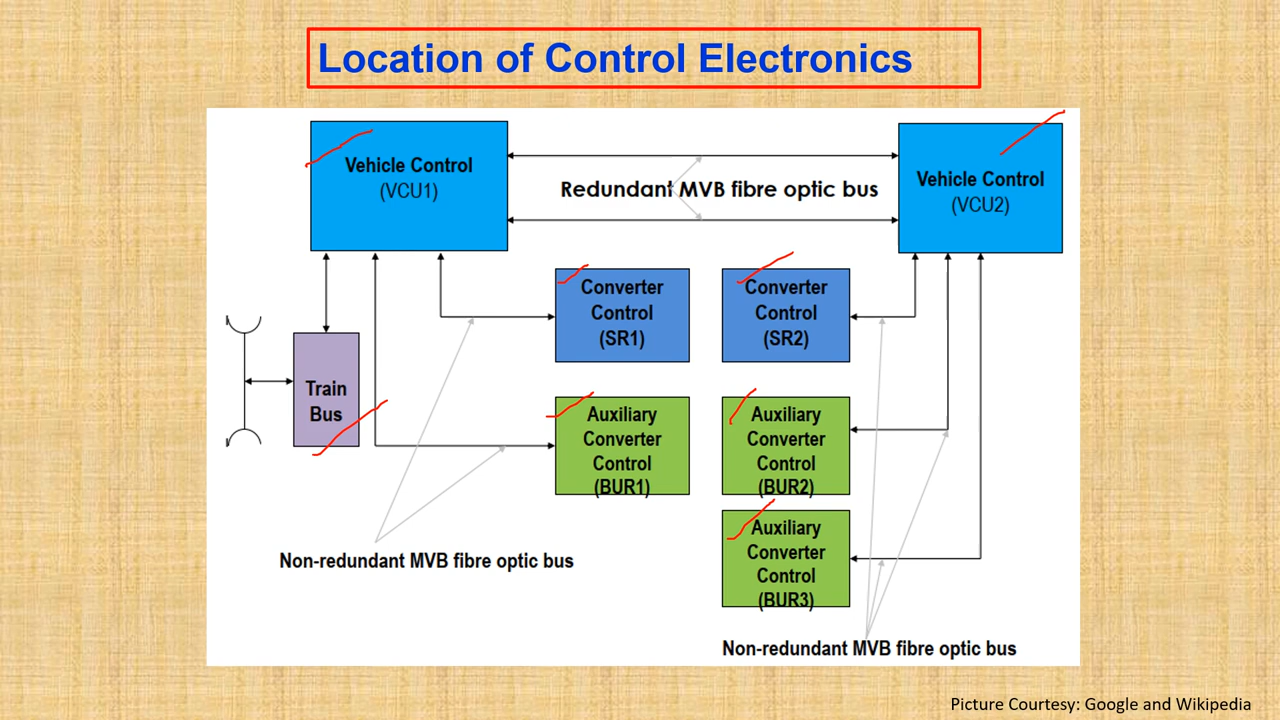 Location of Control Electronics
Vehicle Control
(VCU1)
Redundant MVB fibre optic bus
Vehicle Control
(VCU2)
Converter
Control
(SR1)
Converter
Control
(SR2)
Train
Bus
Auxiliary
Converter
Control
(BUR1)
Auxiliary
Converter
Control
(BUR2)
Auxiliary
Converter
Control
(BUR3)
Non-redundant MVB fibre optic bus
Non-redundant MVB fibre optic bus
Picture Courtesy: Google and Wikipedia